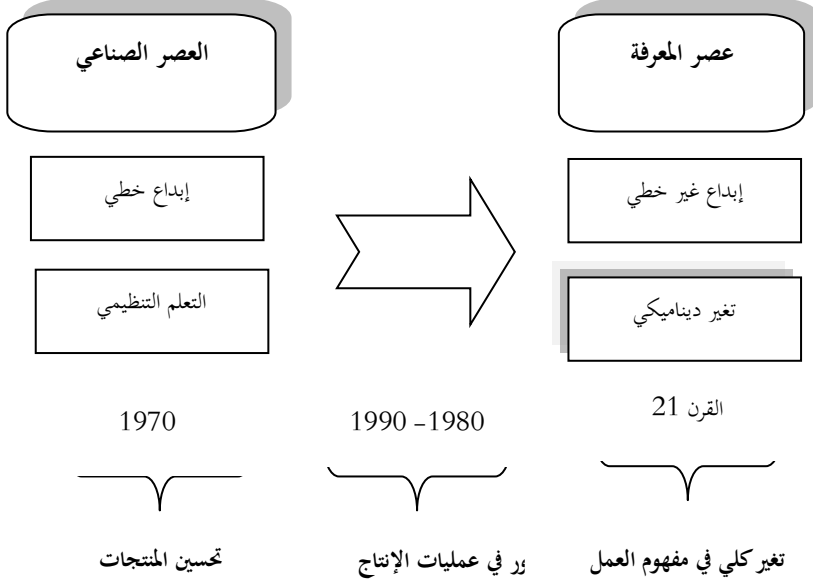 عصر المعرفة
العصر الصناعي
إبداع غير خطي
إبداع خطي
تغير ديناميكي
التعلم التنظيمي
القرن 21
1980 – 1990
1970
تغير كلي في مفهوم العمل
في عمليات الإنتاج
تحسين المنتجات